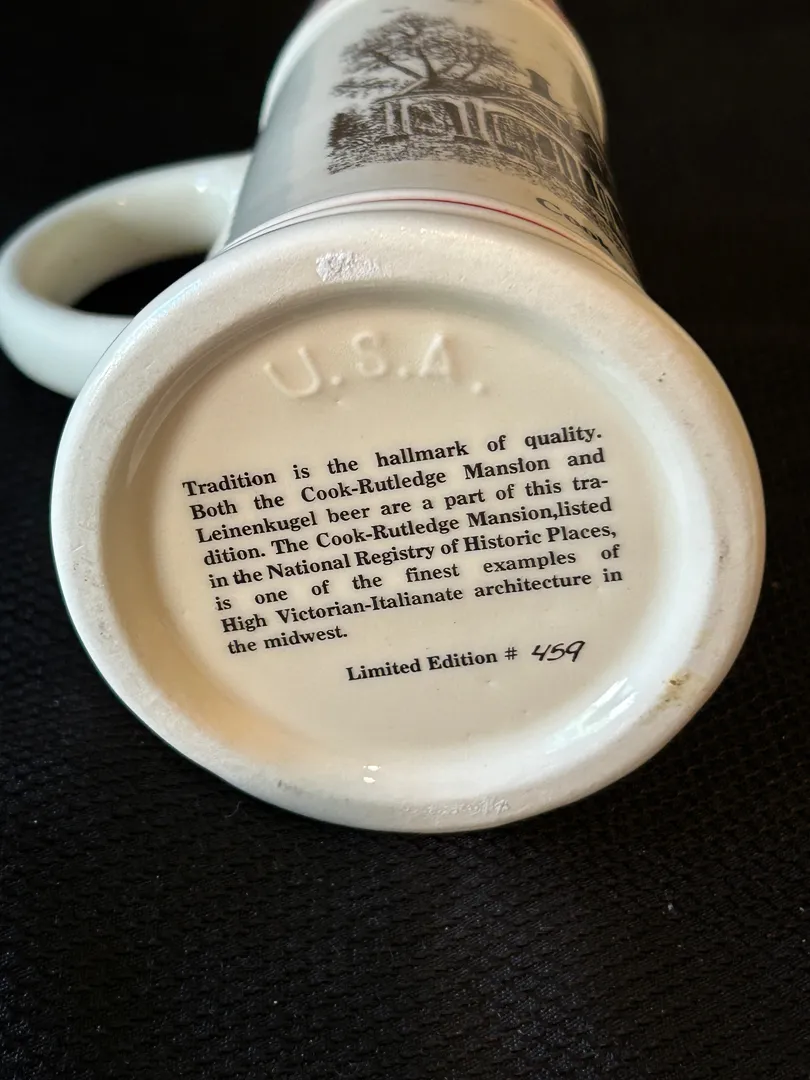 U.S.A.
Tradition is the hallmark of quality.
Both the Cook-Rutledge Mansion and
Leinenkugel beer are a part of this tra-
dition. The Cook-Rutledge Mansion,listed
in the National Registry of Historic Places,
is one of the finest examples of
High Victorian-Italianate architecture in
the midwest.
Limited Edition # 459